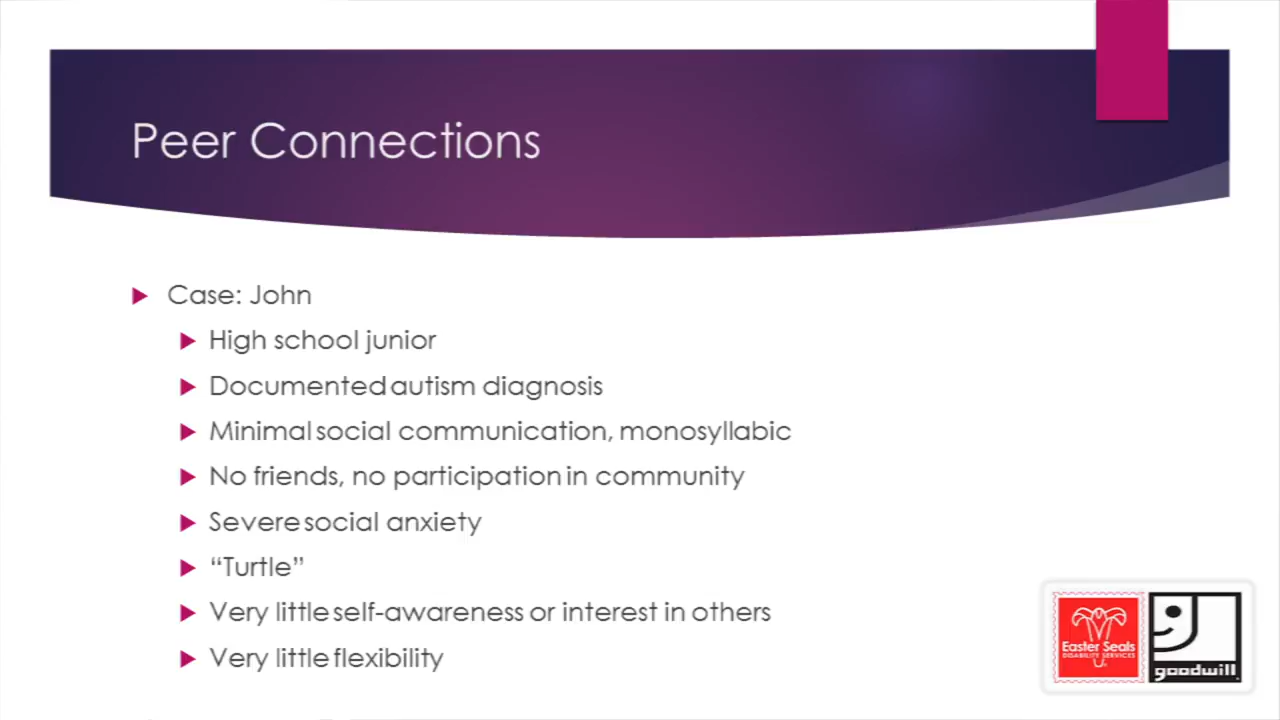 Peer Connections
Case: John
High school junior
Documented autism diagnosis
Minimal social communication, monosyllabic
No friends, no participation in community
Severe social anxiety
“Turtle”
Very little self-awareness or interest in others
Very little flexibility
Easter Seals
DISABILITY SERVICES
goodwill